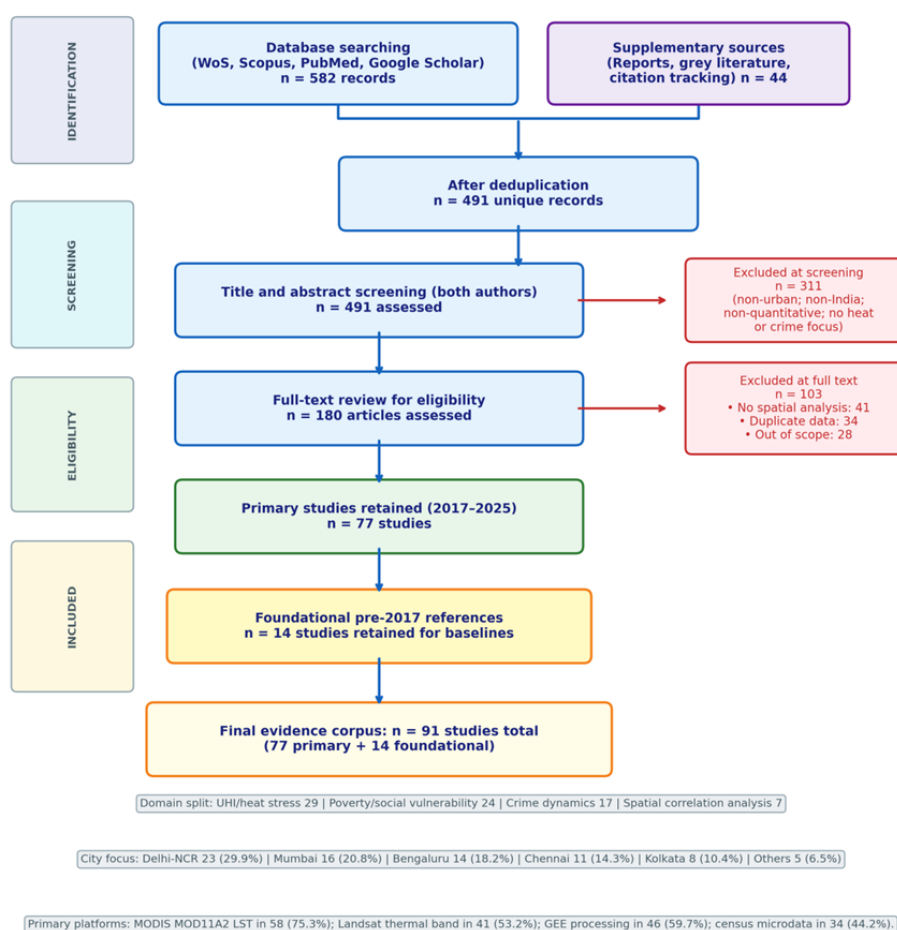 IDENTIFICATION
Database searching
(WoS, Scopus, PubMed, Google Scholar)
n = 582 records
Supplementary sources
(Reports, grey literature,
citation tracking) n = 44
After deduplication
n = 491 unique records
SCREENING
Title and abstract screening (both authors)
n = 491 assessed
Excluded at screening
n = 311
(non-urban; non-India;
non-quantitative; no heat
or crime focus)
ELIGIBILITY
Full-text review for eligibility
n = 180 articles assessed
Excluded at full text
n = 103
• No spatial analysis: 41
• Duplicate data: 34
• Out of scope: 28
Primary studies retained (2017–2025)
n = 77 studies
INCLUDED
Foundational pre-2017 references
n = 14 studies retained for baselines
Final evidence corpus: n = 91 studies total
(77 primary + 14 foundational)
Domain split: UHI/heat stress 29 | Poverty/social vulnerability 24 | Crime dynamics 17 | Spatial correlation analysis 7
City focus: Delhi-NCR 23 (29.9%) | Mumbai 16 (20.8%) | Bengaluru 14 (18.2%) | Chennai 11 (14.3%) | Kolkata 8 (10.4%) | Others 5 (6.5%)
Primary platforms: MODIS MOD11A2 LST in 58 (75.3%); Landsat thermal band in 41 (53.2%); GEE processing in 46 (59.7%); census microdata in 34 (44.2%).